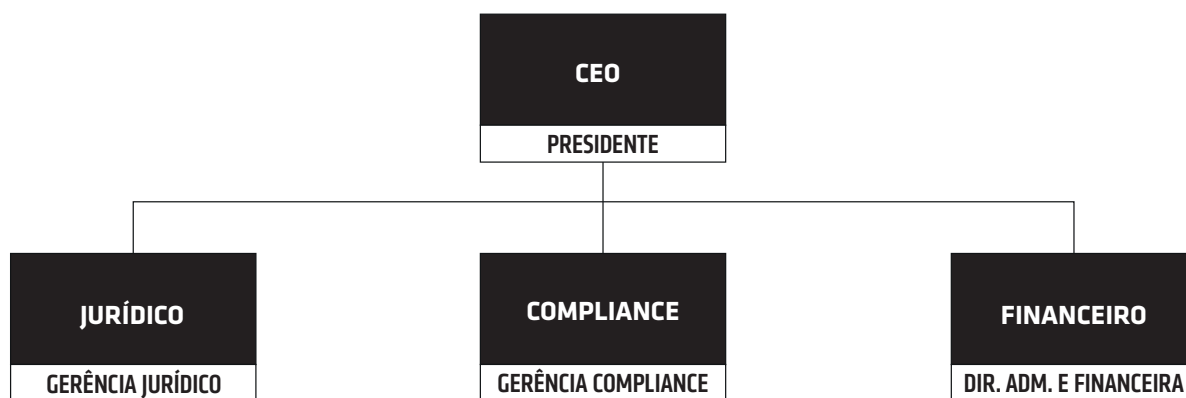 CEO
PRESIDENTE
JURÍDICO
GERÊNCIA JURÍDICO
COMPLIANCE
GERÊNCIA COMPLIANCE
FINANCEIRO
DIR. ADM. E FINANCEIRA